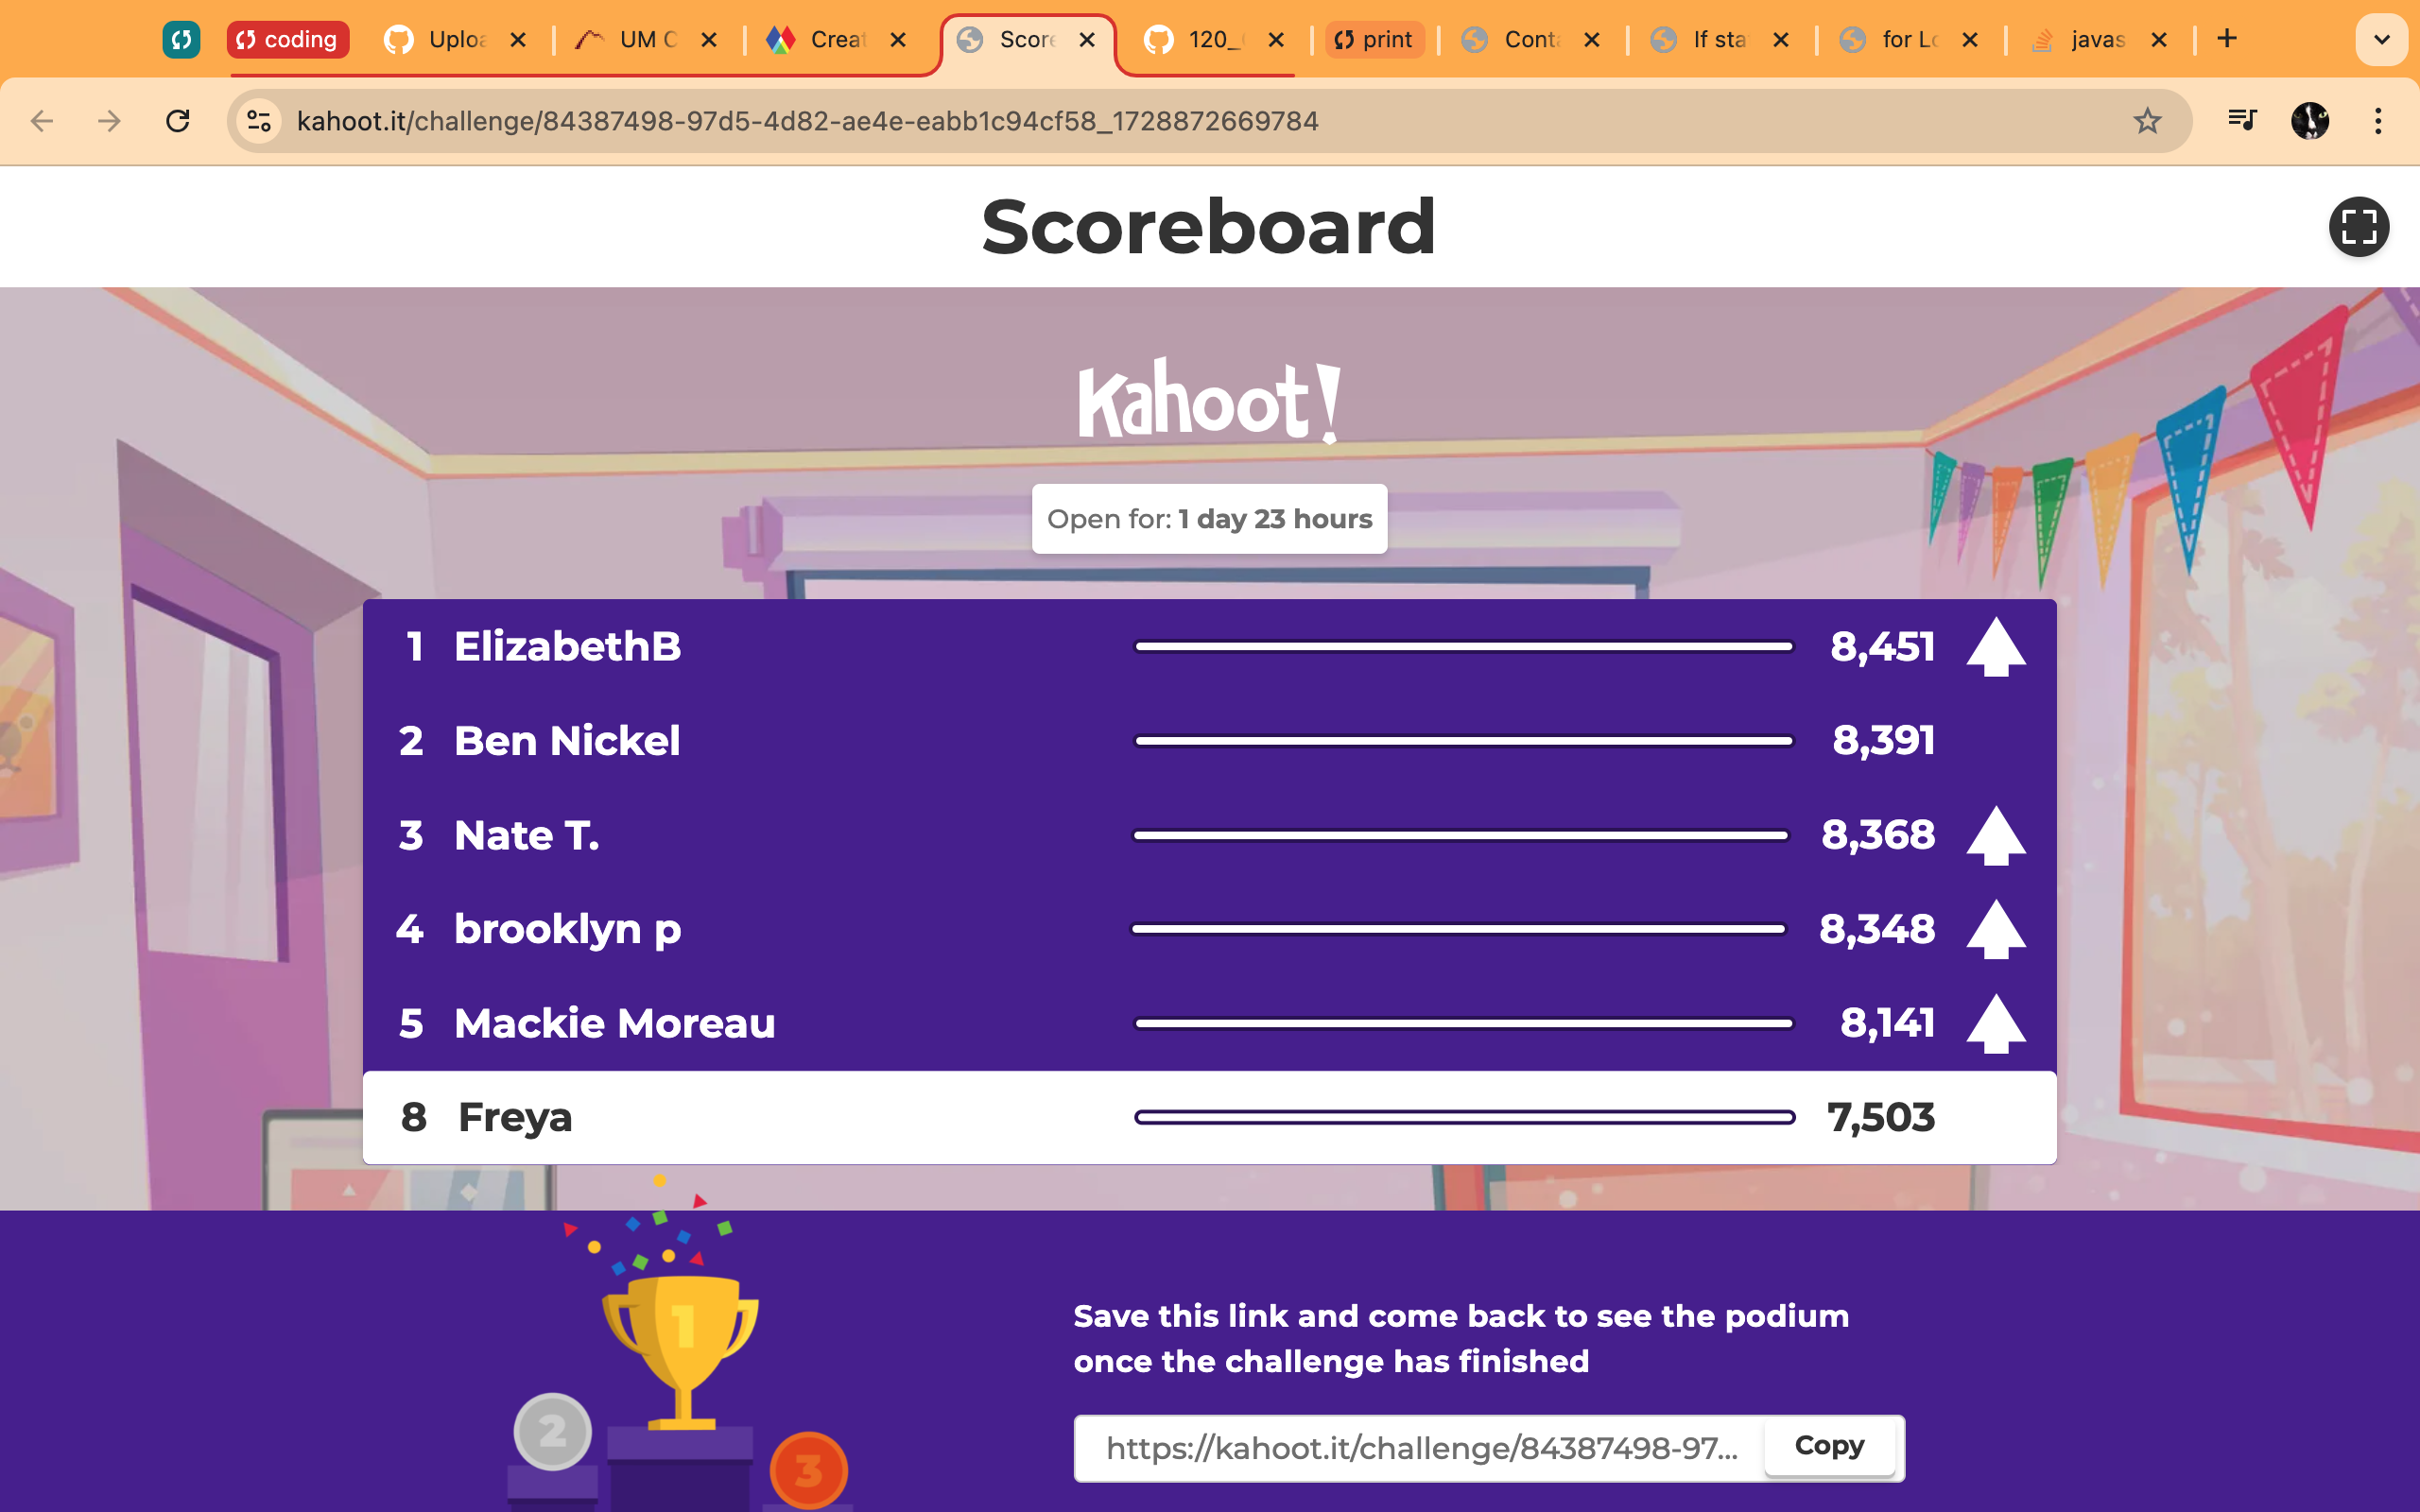 coding Uploa UM C Creat Score 120_ print Conta If sta for Lo javas
kahoot.it/challenge/84387498-97d5-4d82-ae4e-eabb1c94cf58_1728872669784
Scoreboard
Kahoot!
Open for: 1 day 23 hours
1 ElizabethB 8,451
2 Ben Nickel 8,391
3 Nate T. 8,368
4 brooklyn p 8,348
5 Mackie Moreau 8,141
8 Freya 7,503
1
2
3
Save this link and come back to see the podium
once the challenge has finished
https://kahoot.it/challenge/84387498-97... Copy